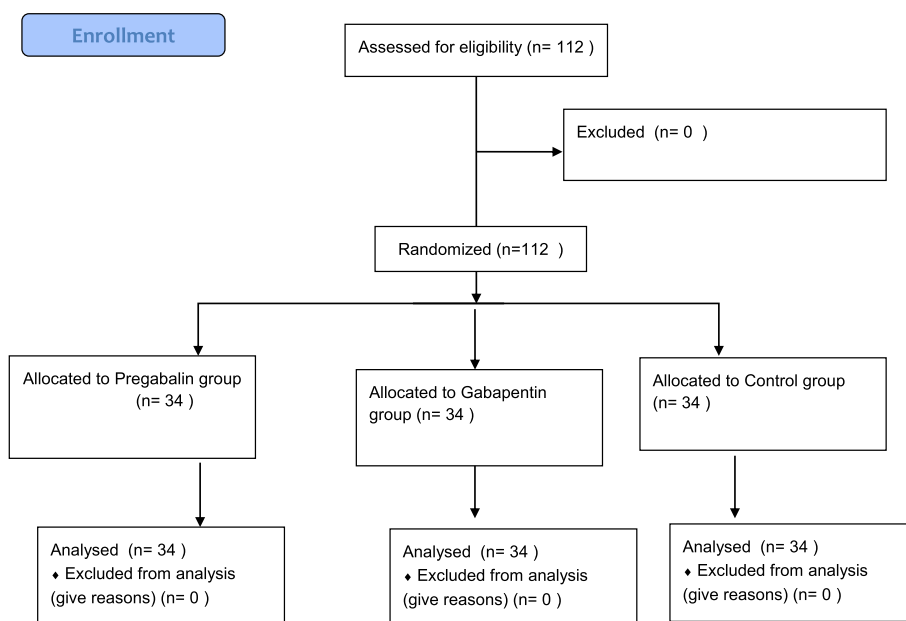 Enrollment
Assessed for eligibility (n= 112 )
Excluded (n= 0 )
Randomized (n=112 )
Allocated to Pregabalin group
(n= 34 )
Allocated to Gabapentin
group (n= 34 )
Allocated to Control group
(n= 34 )
Analysed (n= 34 )
♦ Excluded from analysis
(give reasons) (n= 0 )
Analysed (n= 34 )
♦ Excluded from analysis
(give reasons) (n= 0 )
Analysed (n= 34 )
♦ Excluded from analysis
(give reasons) (n= 0 )